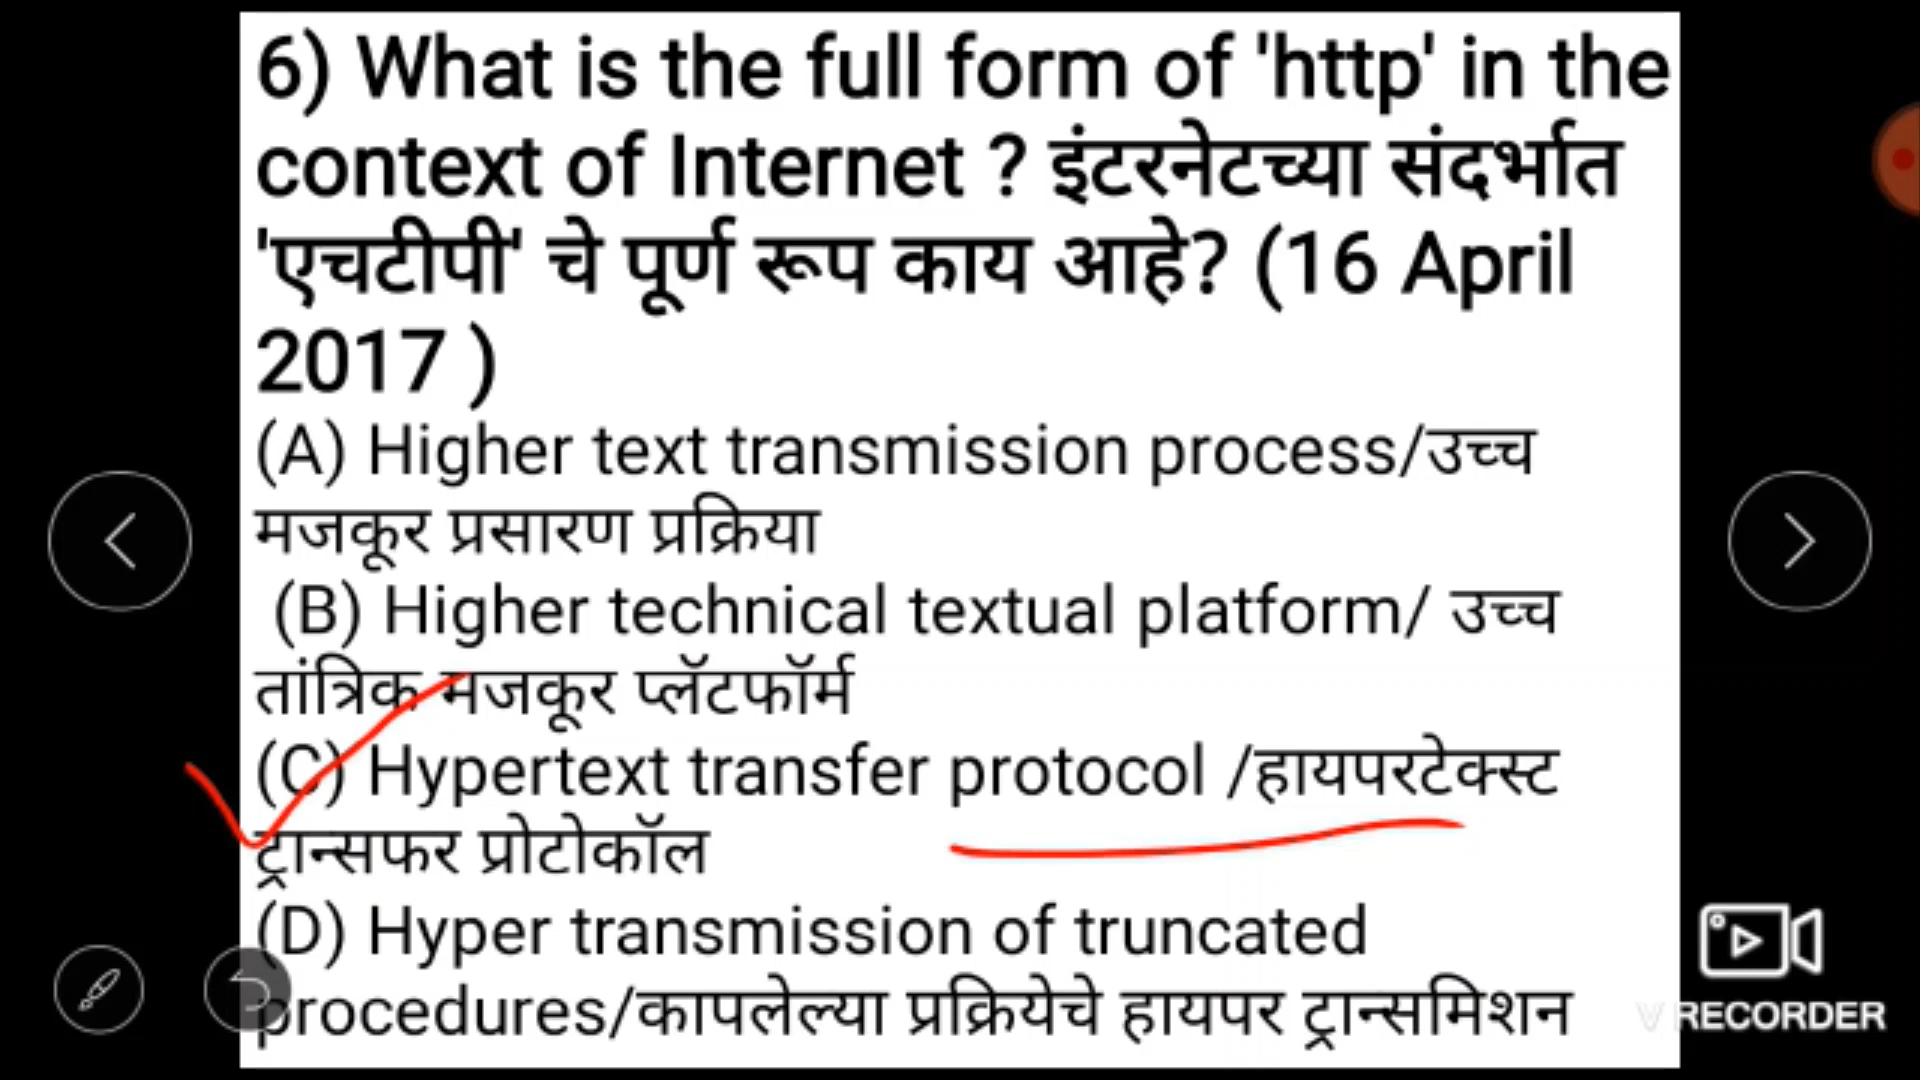 6) What is the full form of 'http' in the
context of Internet ? इंटरनेटच्या संदर्भात
'एचटीपी' चे पूर्ण रूप काय आहे? (16 April
2017 )
(A) Higher text transmission process/उच्च
मजकूर प्रसारण प्रक्रिया
(B) Higher technical textual platform/ उच्च
तांत्रिक मजकूर प्लॅटफॉर्म
(C) Hypertext transfer protocol /हायपरटेक्स्ट
ट्रान्सफर प्रोटोकॉल
(D) Hyper transmission of truncated
procedures/कापलेल्या प्रक्रियेचे हायपर ट्रान्समिशन
V RECORDER